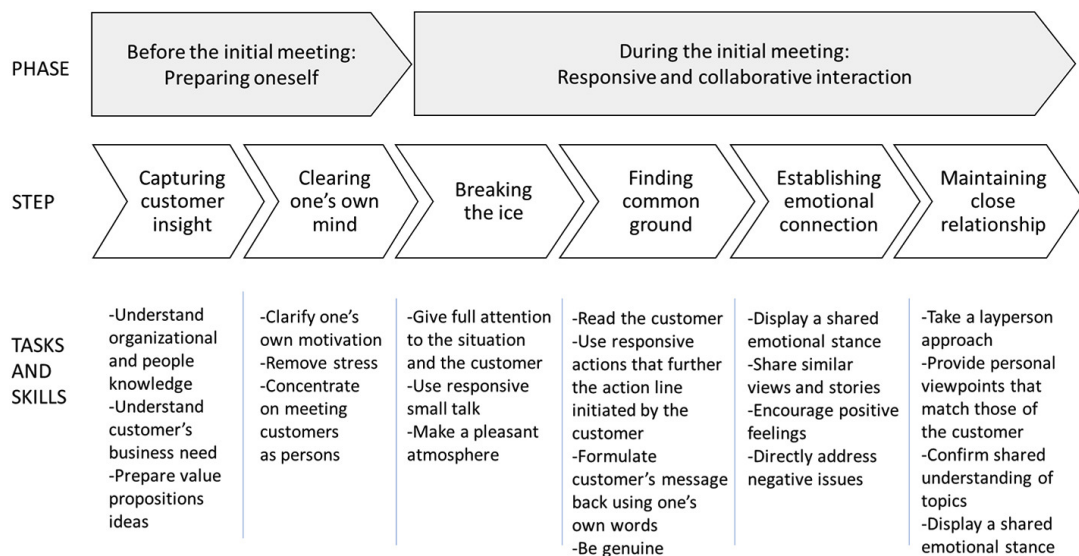 PHASE
Before the initial meeting:
Preparing oneself
During the initial meeting:
Responsive and collaborative interaction
STEP
Capturing
customer
insight
Clearing
one's own
mind
Breaking
the ice
Finding
common
ground
Establishing
emotional
connection
Maintaining
close
relationship
TASKS
AND
SKILLS
-Understand
organizational
and people
knowledge
-Understand
customer's
business need
-Prepare value
propositions
ideas
-Clarify one's
own motivation
-Remove stress
-Concentrate
on meeting
customers
as persons
-Give full attention
to the situation
and the customer
-Use responsive
small talk
-Make a pleasant
atmosphere
-Read the customer
-Use responsive
actions that further
the action line
initiated by the
customer
-Formulate
customer's message
back using one's
own words
-Be genuine
-Display a shared
emotional stance
-Share similar
views and stories
-Encourage positive
feelings
-Directly address
negative issues
-Take a layperson
approach
-Provide personal
viewpoints that
match those of
the customer
-Confirm shared
understanding of
topics
-Display a shared
emotional stance